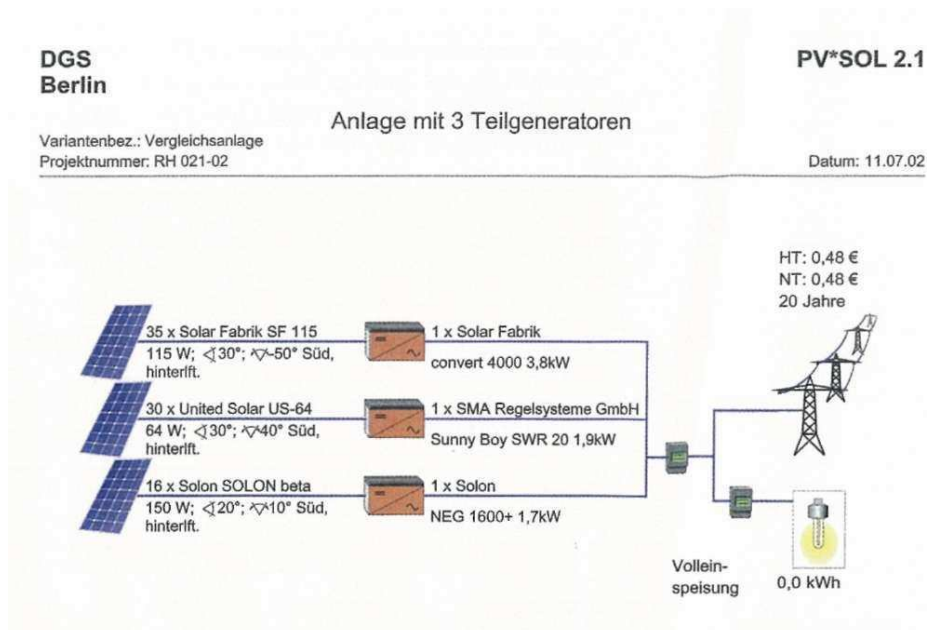 DGS
Berlin
PV*SOL 2.1
Anlage mit 3 Teilgeneratoren
Variantenbez.: Vergleichsanlage
Projektnummer: RH 021-02
Datum: 11.07.02
HT: 0,48 €
NT: 0,48 €
20 Jahre
35 x Solar Fabrik SF 115
115 W; ∢30°; -50° Süd,
hinterlft.
1 x Solar Fabrik
convert 4000 3,8kW
30 x United Solar US-64
64 W; ∢30°; 40° Süd,
hinterlft.
1 x SMA Regelsysteme GmbH
Sunny Boy SWR 20 1,9kW
16 x Solon SOLON beta
150 W; ∢20°; 10° Süd,
hinterlft.
1 x Solon
NEG 1600+ 1,7kW
Vollein-
speisung
0,0 kWh